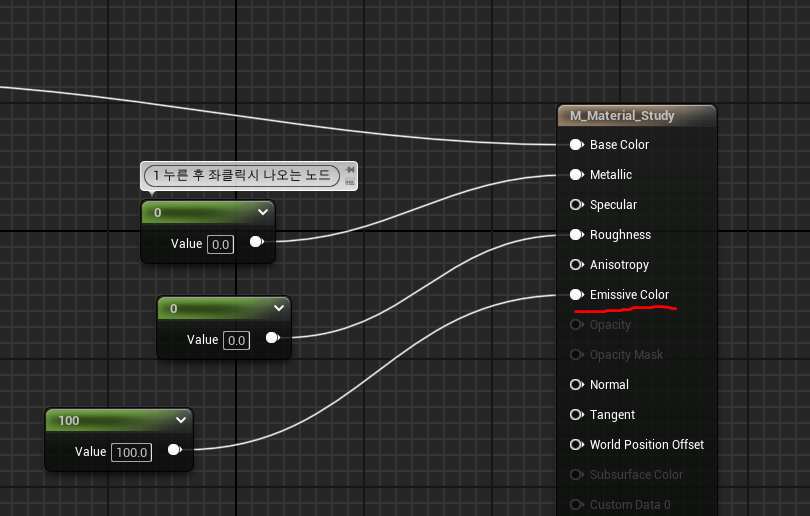 M_Material_Study
Base Color
1 누른 후 좌클릭시 나오는 노드
Metallic
Specular
0
Value 0.0
Roughness
Anisotropy
Emissive Color
0
Value 0.0
Opacity
Opacity Mask
Normal
Tangent
100
Value 100.0
World Position Offset
Subsurface Color
Custom Data 0